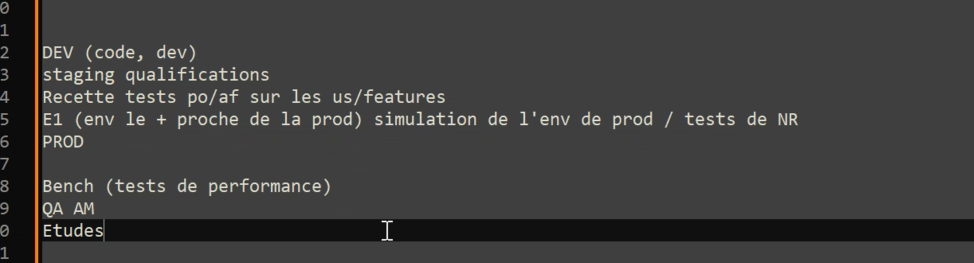 0
1
2 DEV (code, dev)
3 staging qualifications
4 Recette tests po/af sur les us/features
5 E1 (env le + proche de la prod) simulation de l'env de prod / tests de NR
6 PROD
7
8 Bench (tests de performance)
9 QA AM
0 Etudes
1